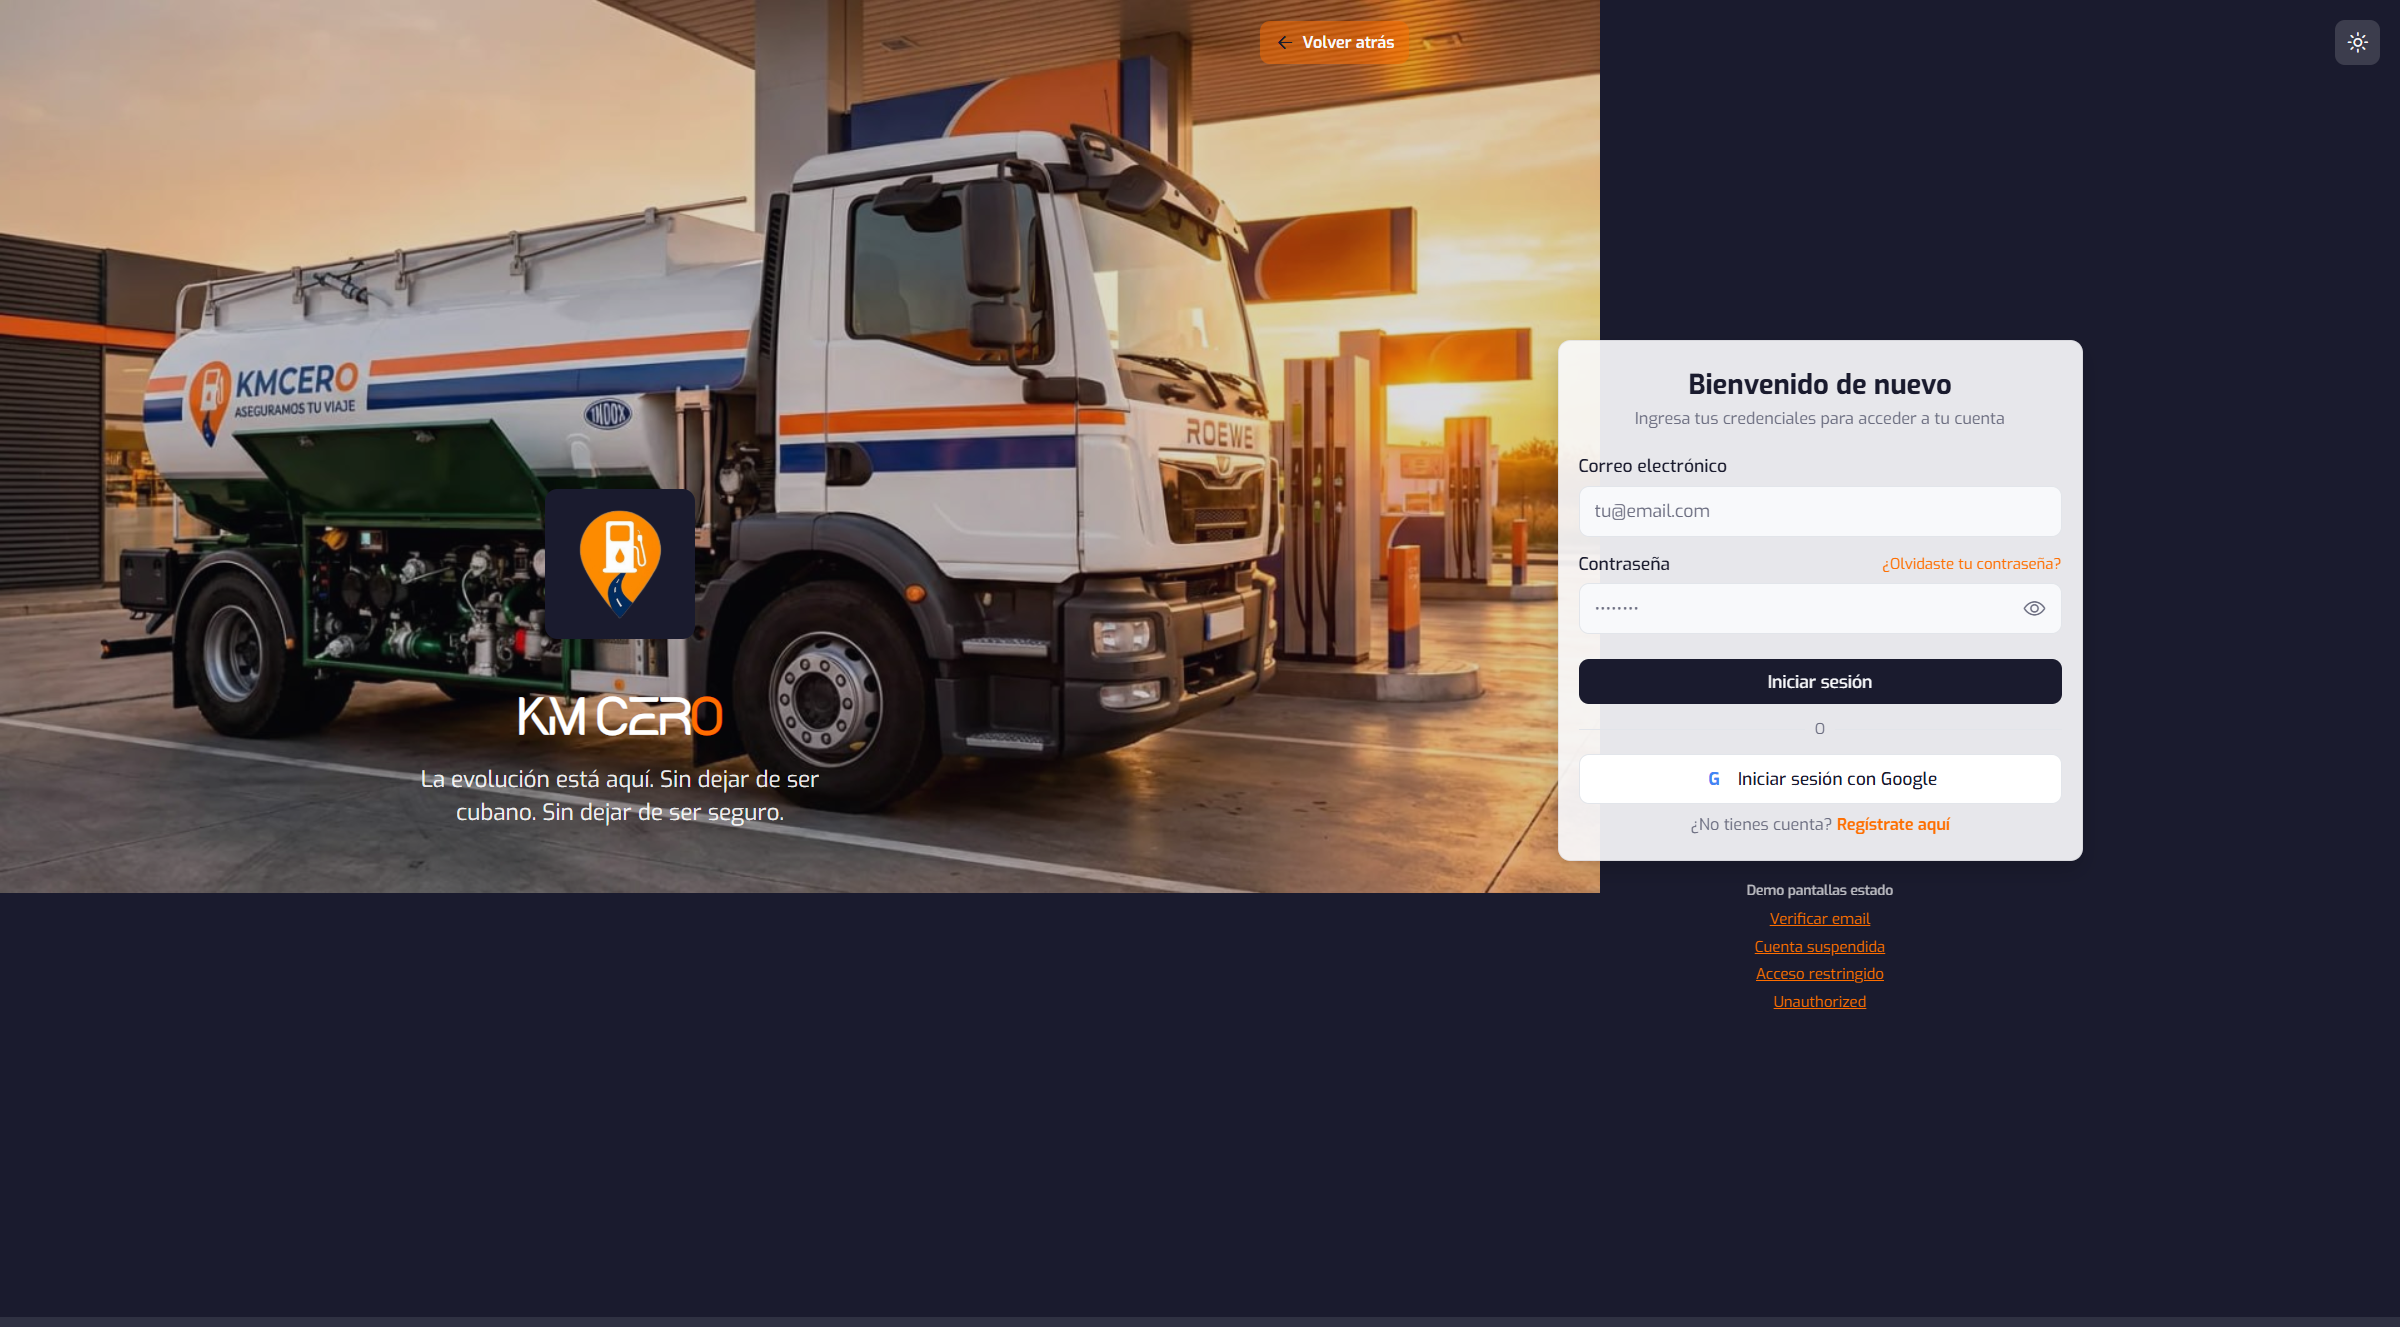 Volver atrás
KMCERO
ASEGURAMOS TU VIAJE
INOOX
ROEWE
KM CERO
La evolución está aquí. Sin dejar de ser
cubano. Sin dejar de ser seguro.
Bienvenido de nuevo
Ingresa tus credenciales para acceder a tu cuenta
Correo electrónico
tu@email.com
Contraseña
¿Olvidaste tu contraseña?
Iniciar sesión
O
G Iniciar sesión con Google
¿No tienes cuenta? Regístrate aquí
Demo pantallas estado
Verificar email
Cuenta suspendida
Acceso restringido
Unauthorized